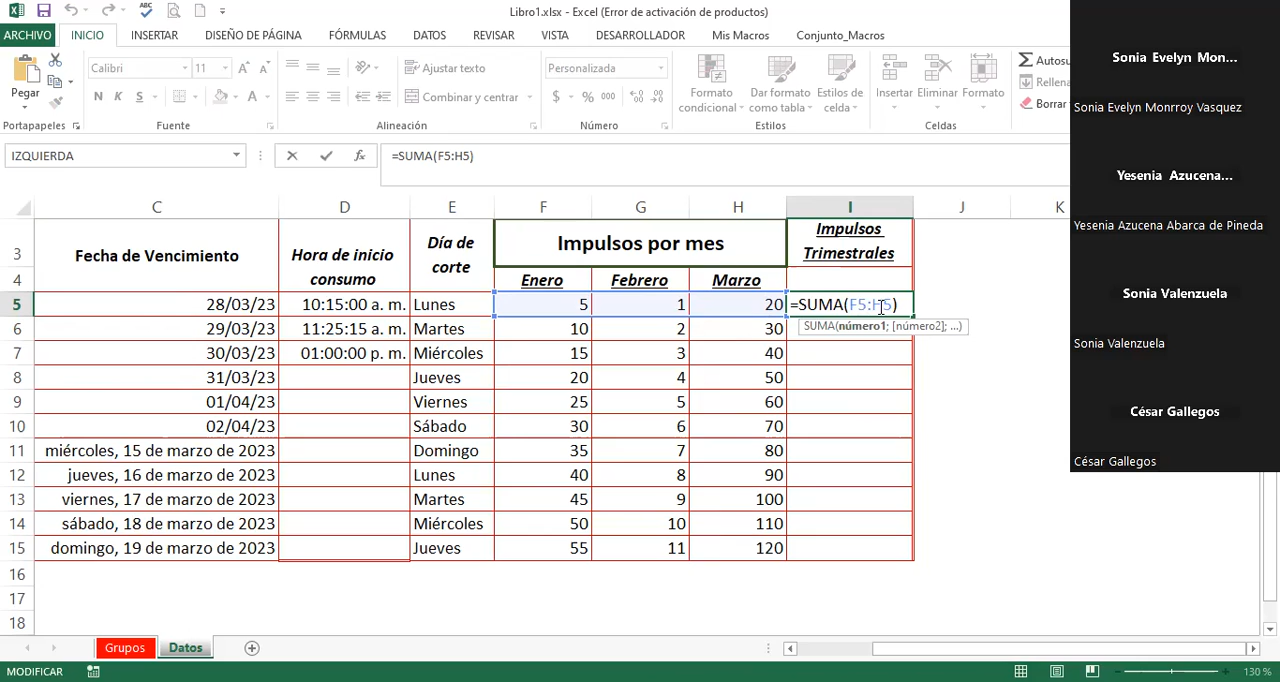 Libro1.xlsx - Excel (Error de activación de productos)
ARCHIVO INICIO INSERTAR DISEÑO DE PÁGINA FÓRMULAS DATOS REVISAR VISTA DESARROLLADOR Mis Macros Conjunto_Macros
Calibri 11 Ajustar texto Personalizada Autosu
Pegar N K S A Combinar y centrar $ % 000 Formato condicional Dar formato como tabla Estilos de celda Insertar Eliminar Formato Rellena
Borrar
Portapapeles Fuente Alineación Número Estilos Celdas
IZQUIERDA =SUMA(F5:H5)
C D E F G H I J K
3 Fecha de Vencimiento Hora de inicio consumo Día de corte Impulsos por mes Impulsos Trimestrales
4 Enero Febrero Marzo
5 28/03/23 10:15:00 a. m. Lunes 5 1 20 =SUMA(F5:H5)
SUMA(número1; [número2]; ...)
6 29/03/23 11:25:15 a. m. Martes 10 2 30
7 30/03/23 01:00:00 p. m. Miércoles 15 3 40
8 31/03/23 Jueves 20 4 50
9 01/04/23 Viernes 25 5 60
10 02/04/23 Sábado 30 6 70
11 miércoles, 15 de marzo de 2023 Domingo 35 7 80
12 jueves, 16 de marzo de 2023 Lunes 40 8 90
13 viernes, 17 de marzo de 2023 Martes 45 9 100
14 sábado, 18 de marzo de 2023 Miércoles 50 10 110
15 domingo, 19 de marzo de 2023 Jueves 55 11 120
16
17
18
Grupos Datos
MODIFICAR 130 %
Sonia Evelyn Mon...
Sonia Evelyn Monrroy Vasquez
Yesenia Azucena...
Yesenia Azucena Abarca de Pineda
Sonia Valenzuela
Sonia Valenzuela
César Gallegos
César Gallegos